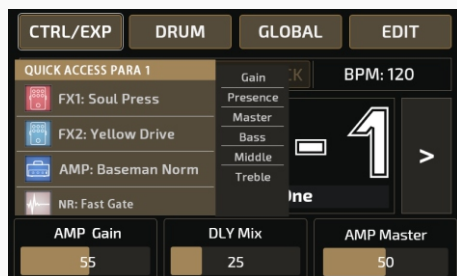 CTRL/EXP DRUM GLOBAL EDIT
QUICK ACCESS PARA 1
FX1: Soul Press
FX2: Yellow Drive
AMP: Baseman Norm
NR: Fast Gate
Gain
Presence
Master
Bass
Middle
Treble
CK BPM: 120
-1 >
One
AMP Gain DLY Mix AMP Master
55 25 50